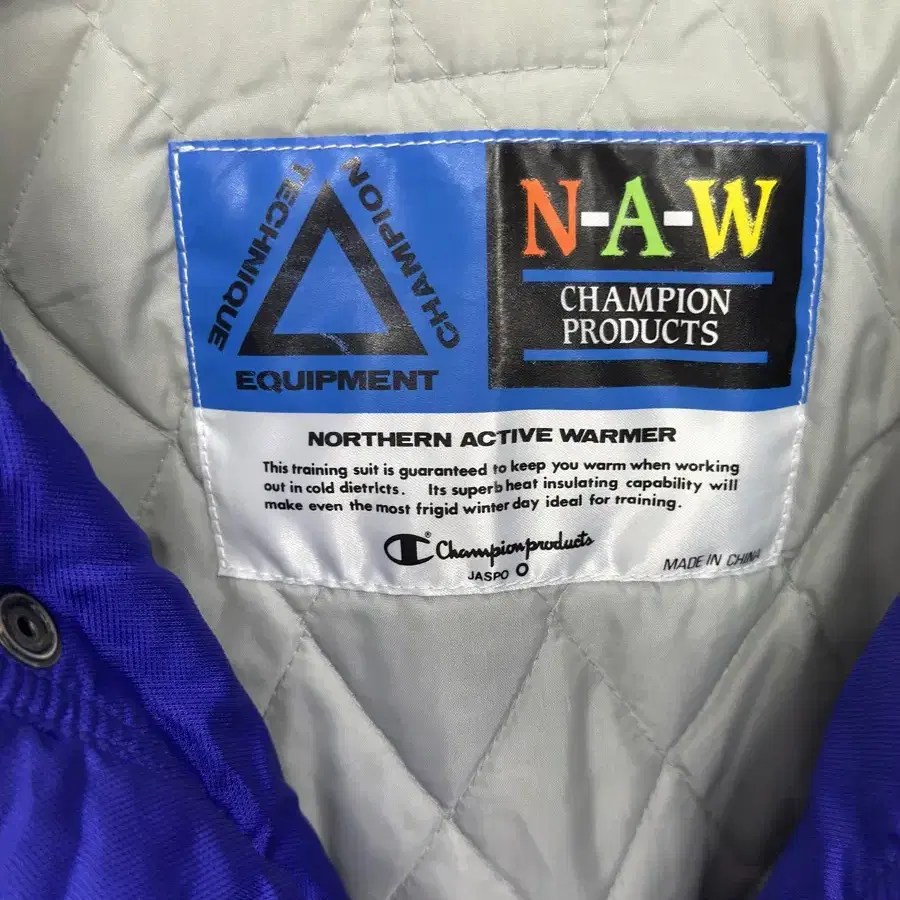 TECHNIQUE
CHAMPION
EQUIPMENT
N-A-W
CHAMPION
PRODUCTS
NORTHERN ACTIVE WARMER
This training suit is guaranteed to keep you warm when working
out in cold dietricts. Its superb heat insulating capability will
make even the most frigid winter day ideal for training.
C® Championproducts
JASPO O
MADE IN CHINA